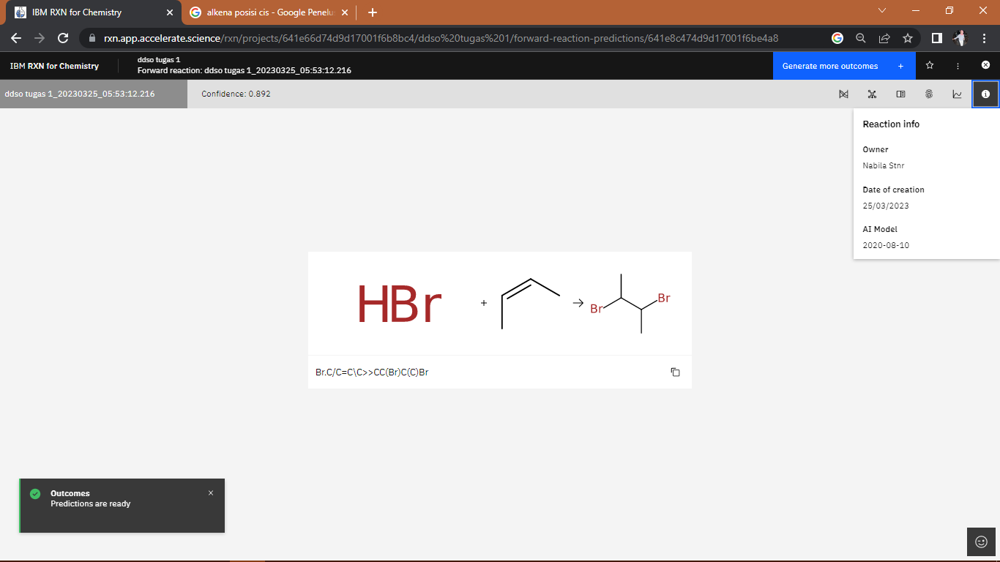 IBM RXN for Chemistry
alkena posisi cis - Google Penelu
rxn.app.accelerate.science/rxn/projects/641e66d74d9d17001f6b8bc4/ddso%20tugas%201/forward-reaction-predictions/641e8c474d9d17001f6be4a8
IBM RXN for Chemistry
ddso tugas 1
Forward reaction: ddso tugas 1_20230325_05:53:12.216
Generate more outcomes +
ddso tugas 1_20230325_05:53:12.216
Confidence: 0.892
Reaction info
Owner
Nabila Stnr
Date of creation
25/03/2023
AI Model
2020-08-10
HBr + → Br Br
Br.C/C=C\C>>CC(Br)C(C)Br
Outcomes
Predictions are ready